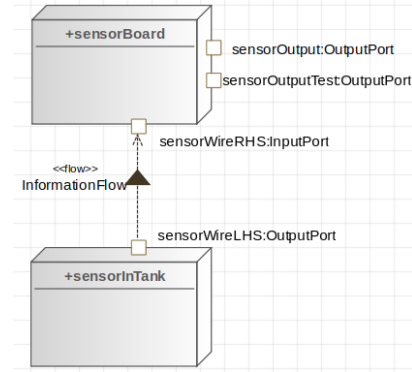 +sensorBoard
sensorOutput:OutputPort
sensorOutputTest:OutputPort
sensorWireRHS:InputPort
<<flow>>
InformationFlow
sensorWireLHS:OutputPort
+sensorInTank